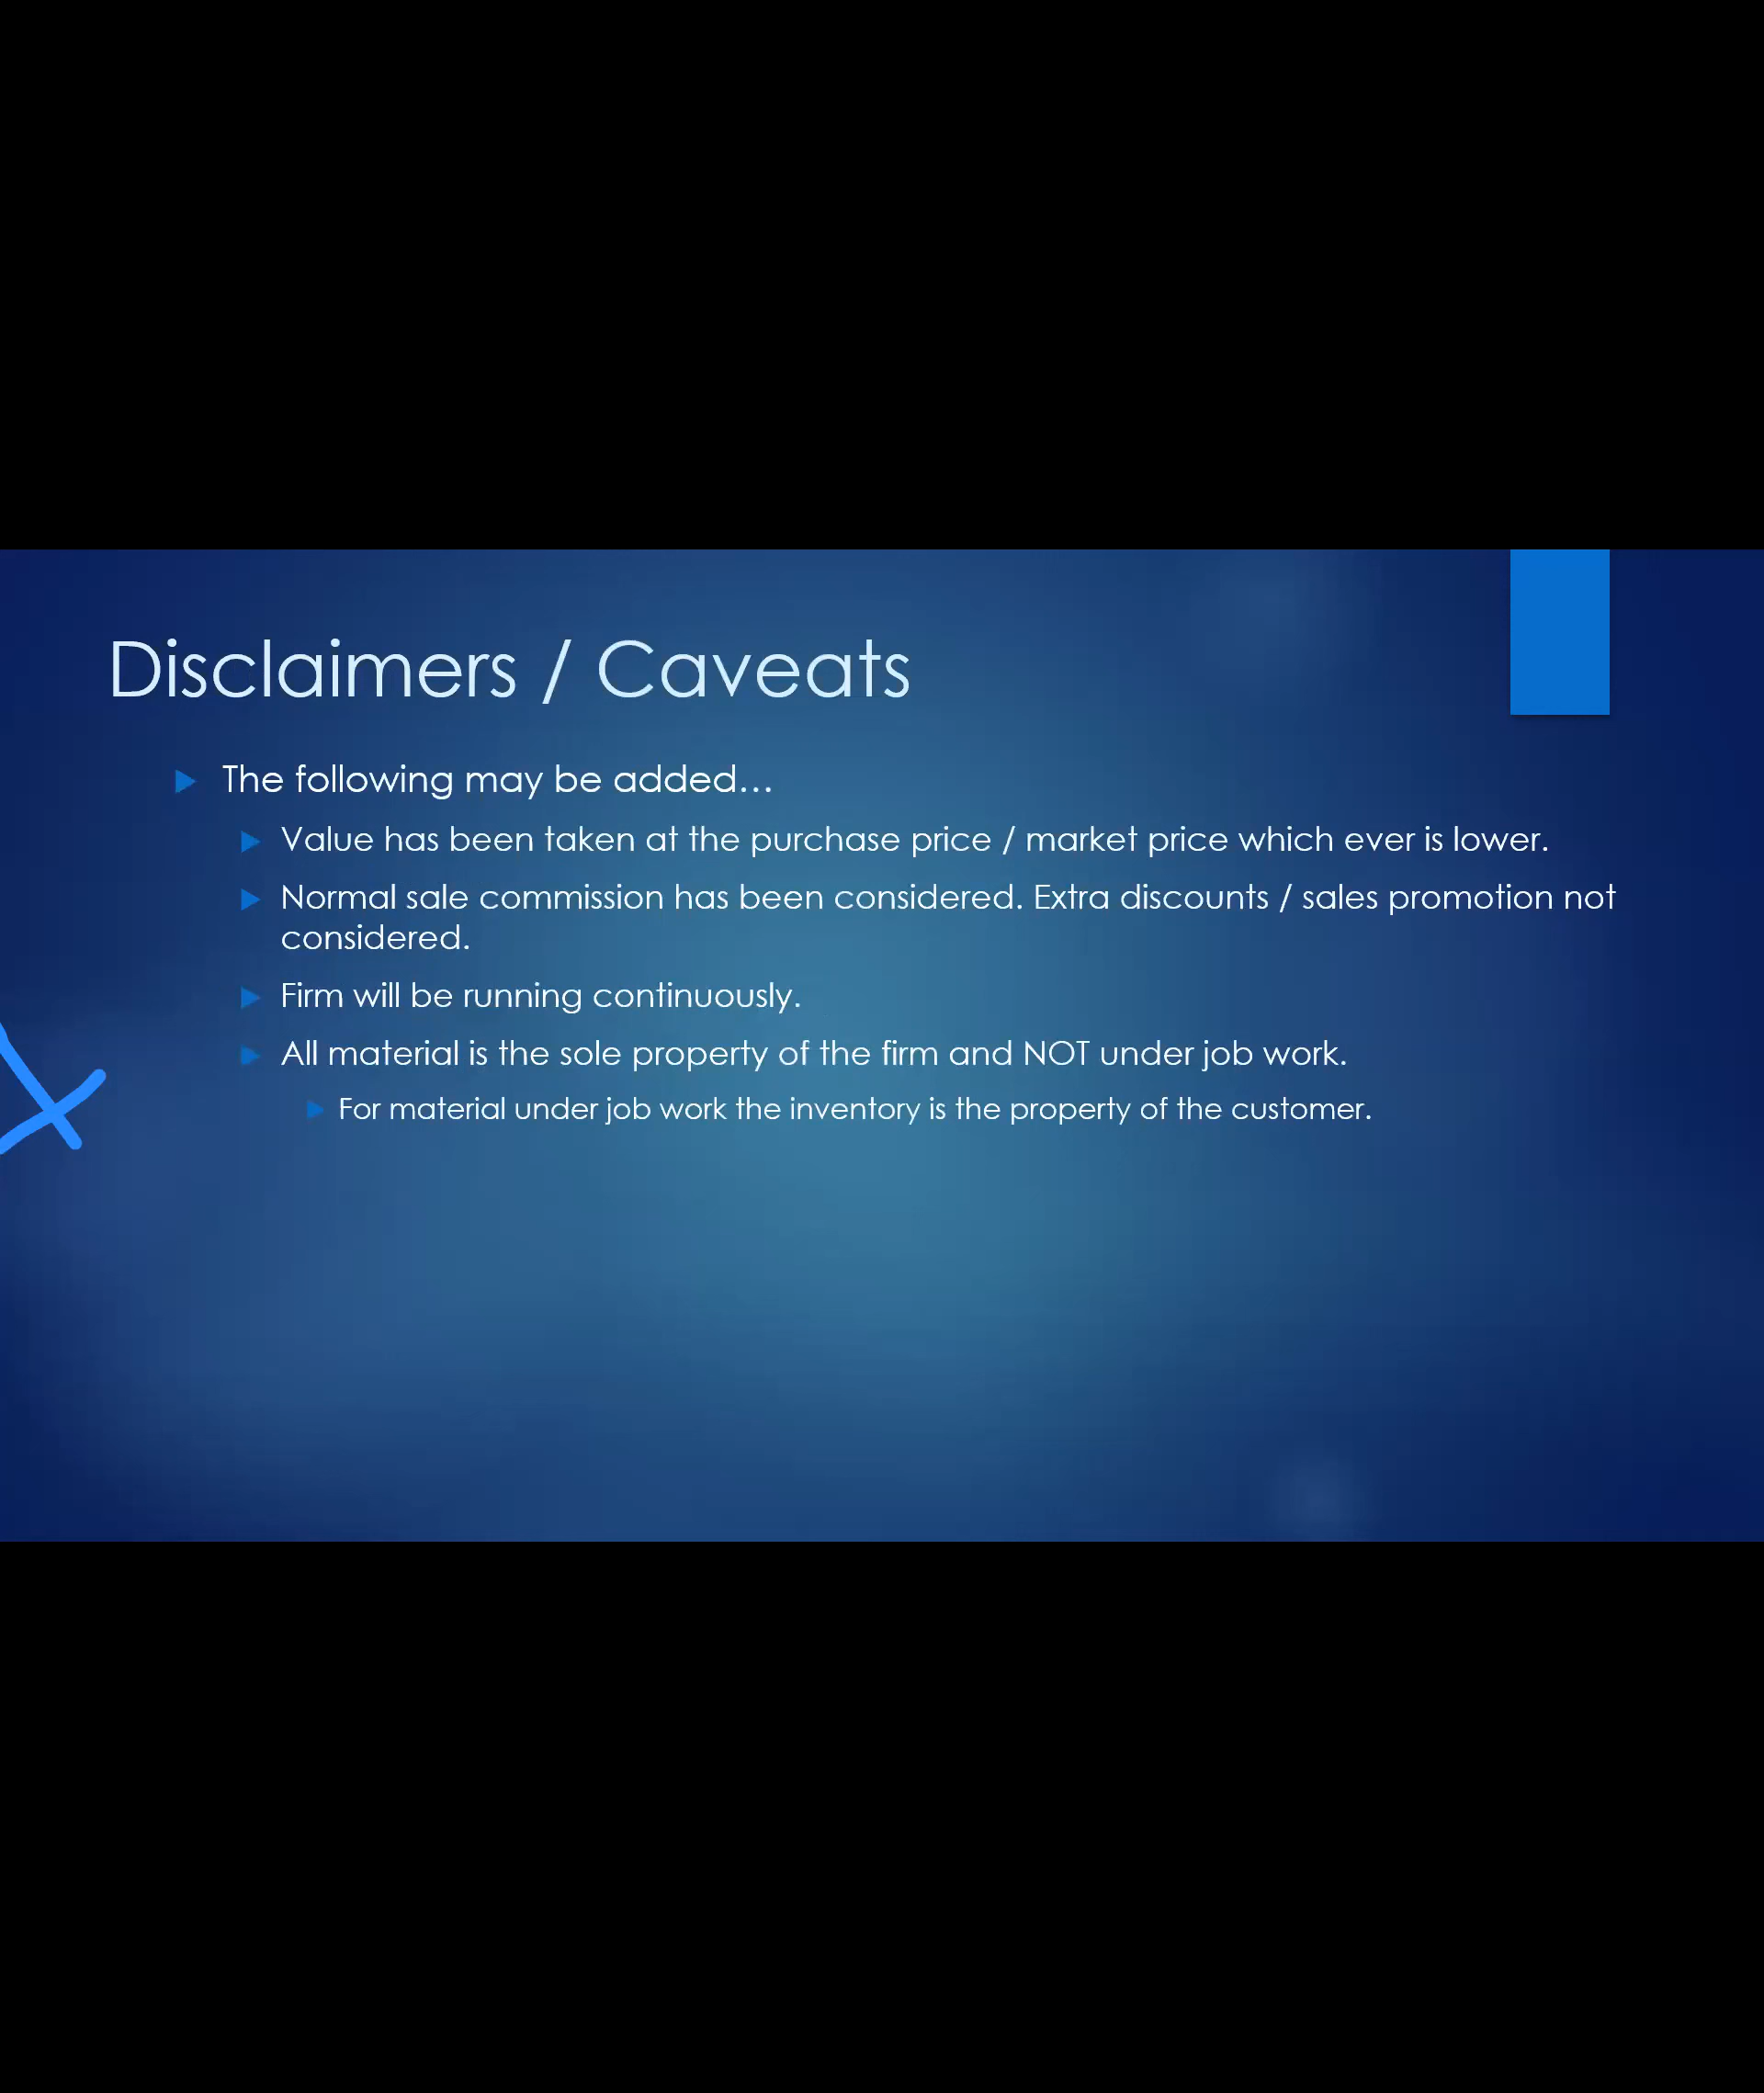 Disclaimers / Caveats
The following may be added...
Value has been taken at the purchase price / market price which ever is lower.
Normal sale commission has been considered. Extra discounts / sales promotion not
considered.
Firm will be running continuously.
All material is the sole property of the firm and NOT under job work.
For material under job work the inventory is the property of the customer.